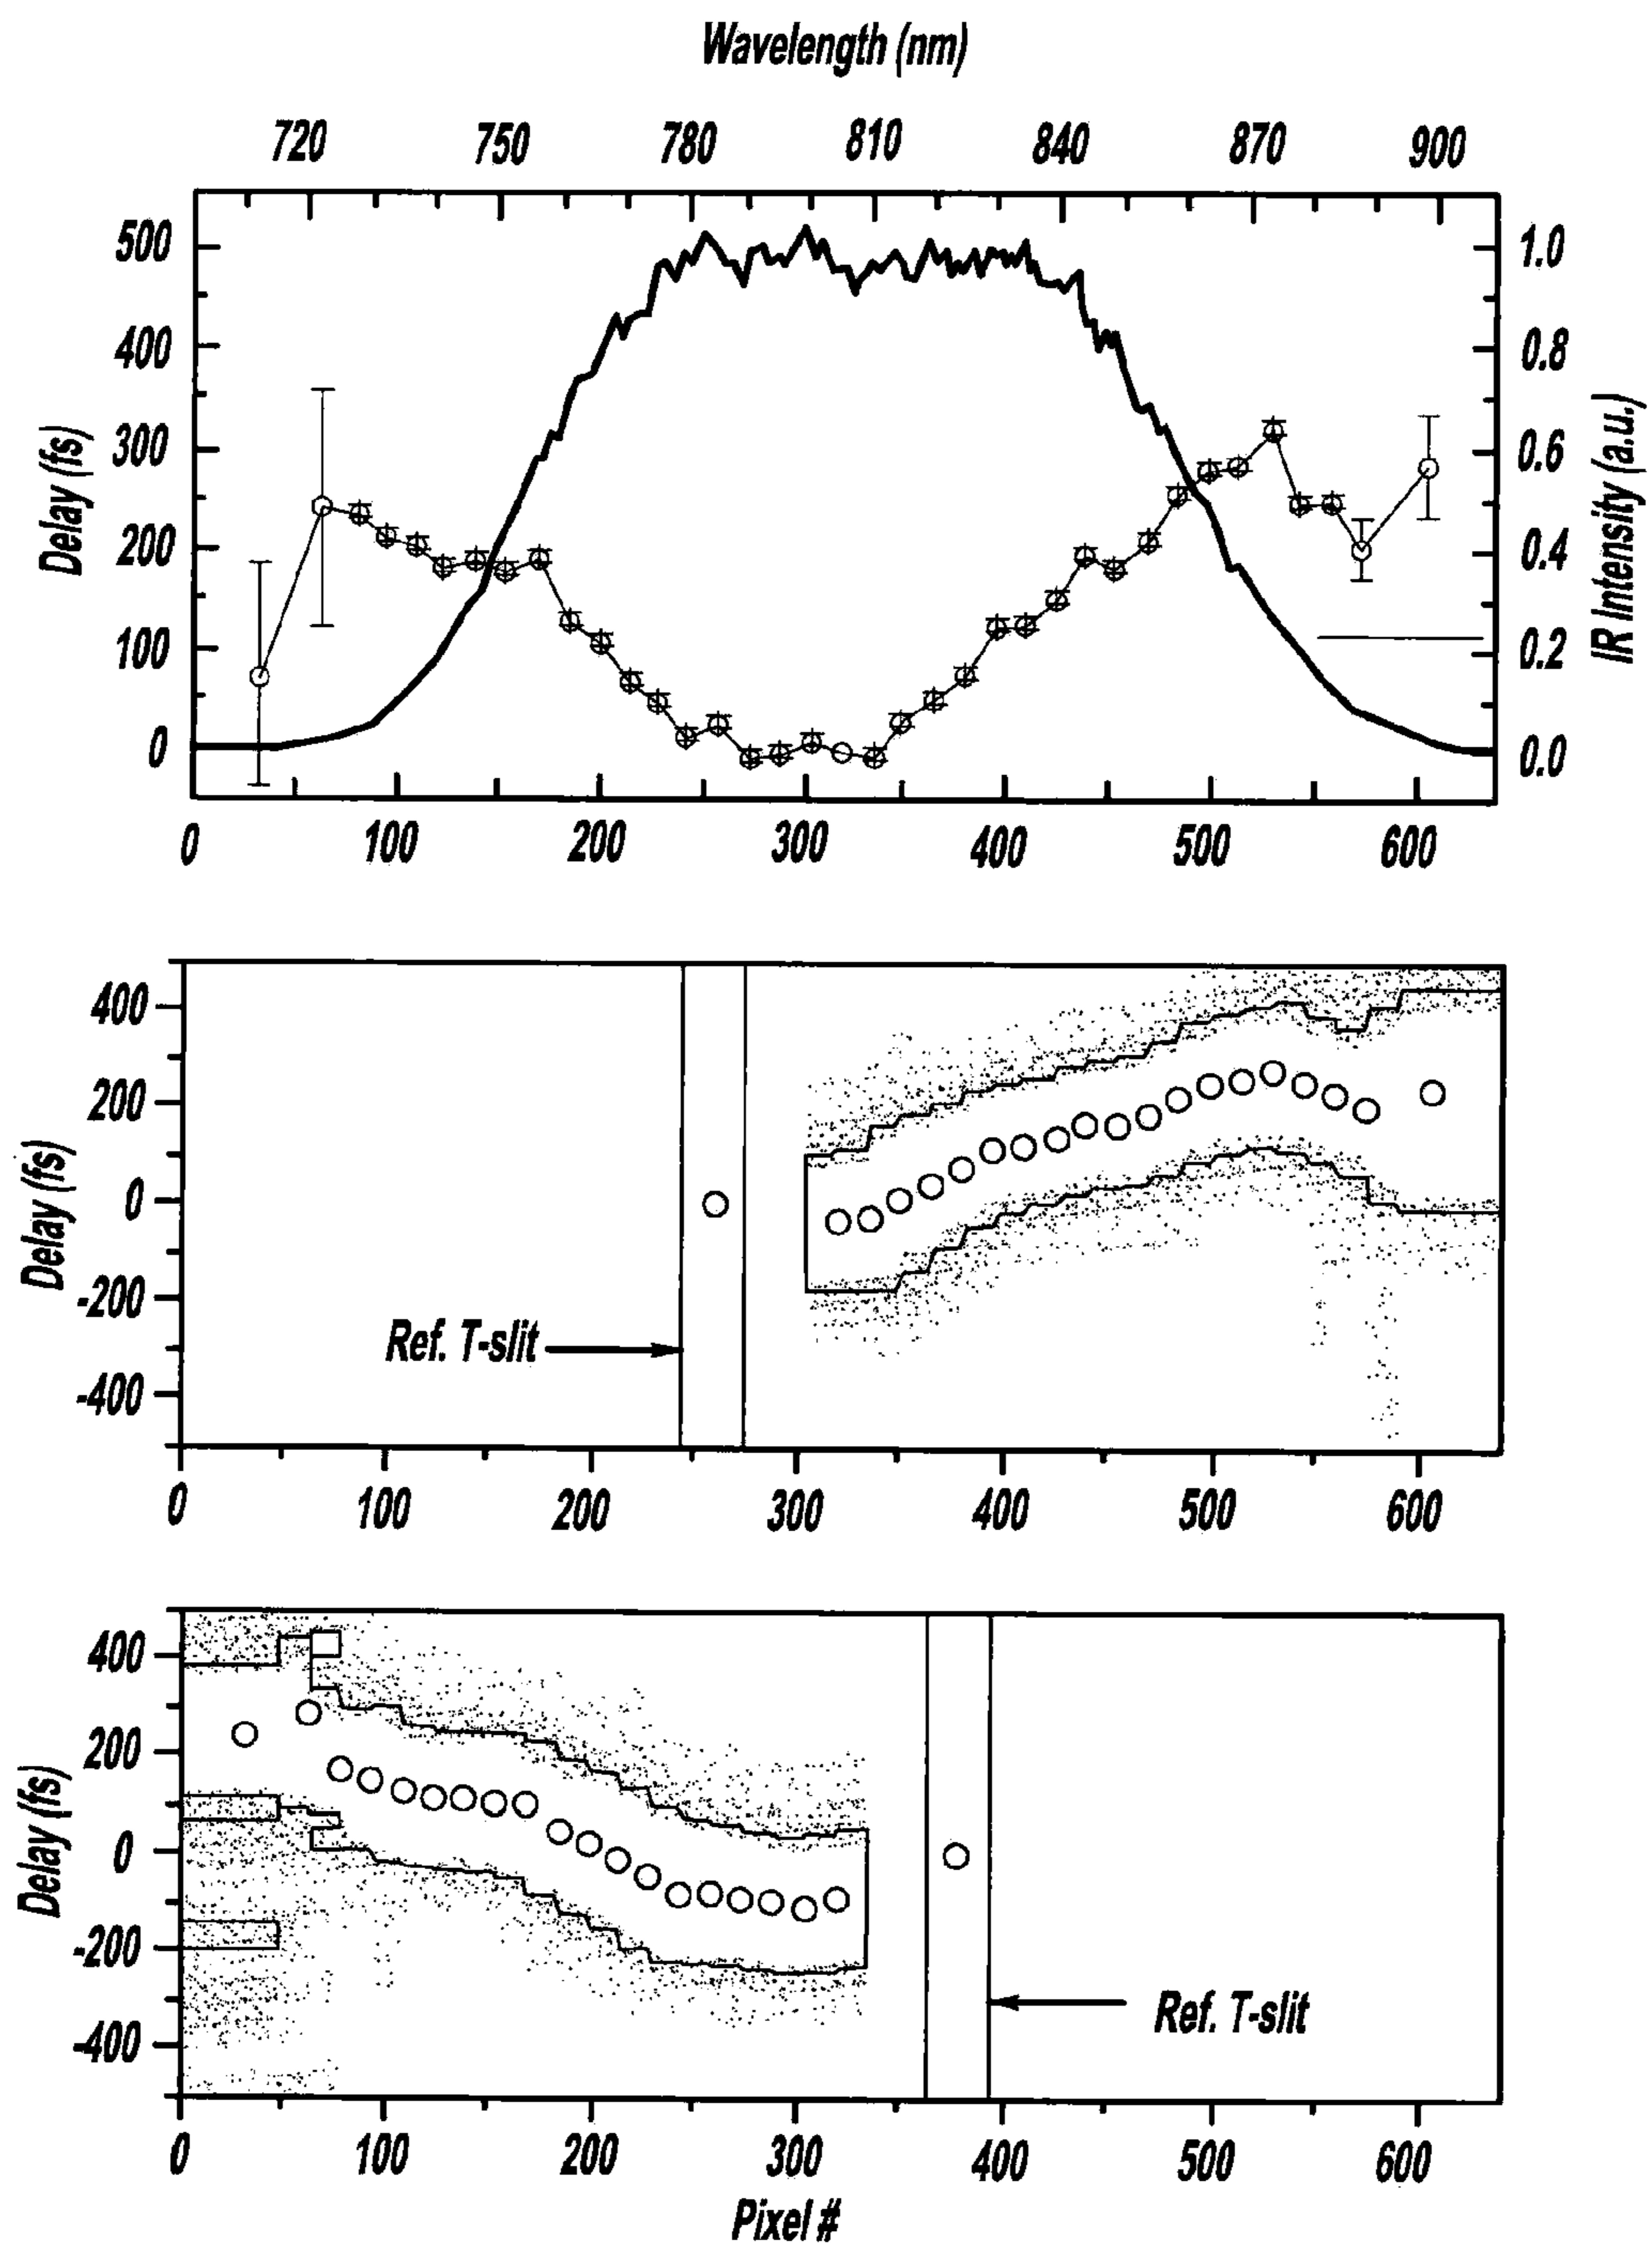 Wavelength (nm)
720 750 780 810 840 870 900
500 1.0
400 0.8
300 0.6
200 0.4
100 0.2
0 0.0
Delay (fs)
IR Intensity (a.u.)
0 100 200 300 400 500 600
400
200
0
-200
-400
Delay (fs)
Ref. T-slit
0 100 200 300 400 500 600
400
200
0
-200
-400
Delay (fs)
Ref. T-slit
0 100 200 300 400 500 600
Pixel #